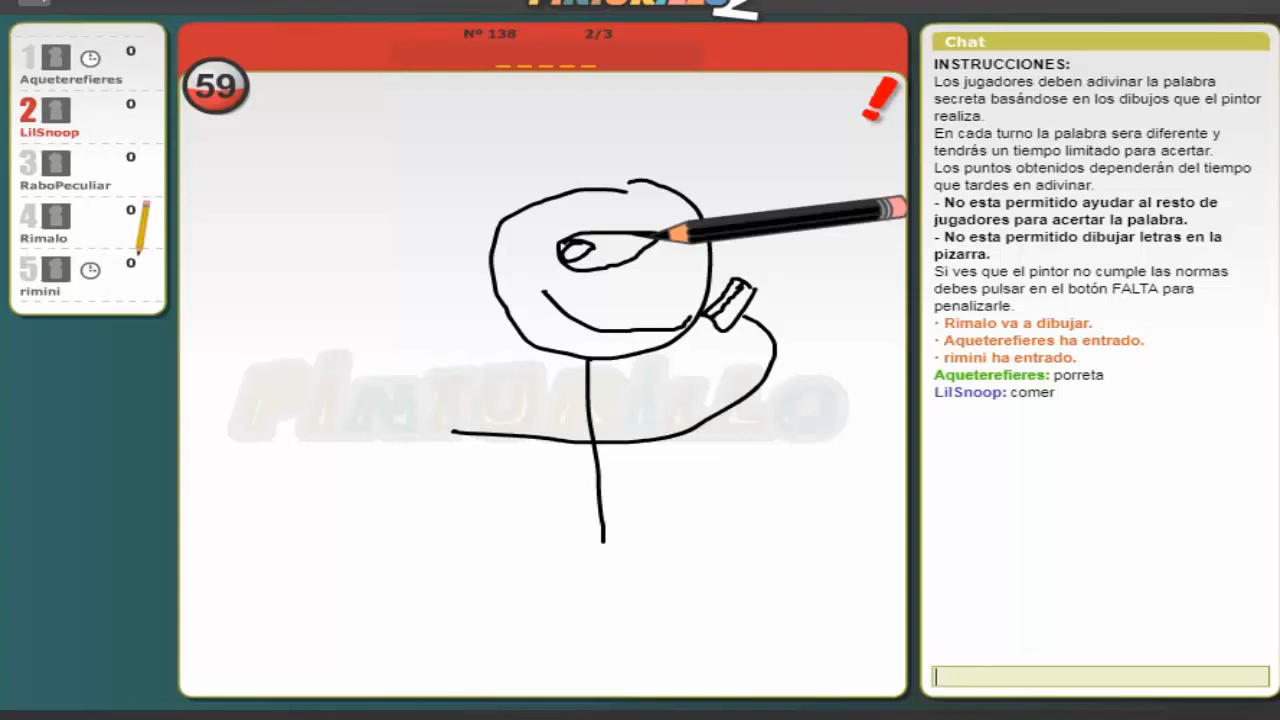 PINTURILLO 2
Nº 138 2/3
_ _ _ _ _
59
1 0
Aqueterefieres
2 0
LilSnoop
3 0
RaboPeculiar
4 0
Rimalo
5 0
rimini
PINTURILLO
Chat
INSTRUCCIONES:
Los jugadores deben adivinar la palabra
secreta basándose en los dibujos que el pintor
realiza.
En cada turno la palabra sera diferente y
tendrás un tiempo limitado para acertar.
Los puntos obtenidos dependerán del tiempo
que tardes en adivinar.
- No esta permitido ayudar al resto de
jugadores para acertar la palabra.
- No esta permitido dibujar letras en la
pizarra.
Si ves que el pintor no cumple las normas
debes pulsar en el botón FALTA para
penalizarle.
· Rimalo va a dibujar.
· Aqueterefieres ha entrado.
· rimini ha entrado.
Aqueterefieres: porreta
LilSnoop: comer